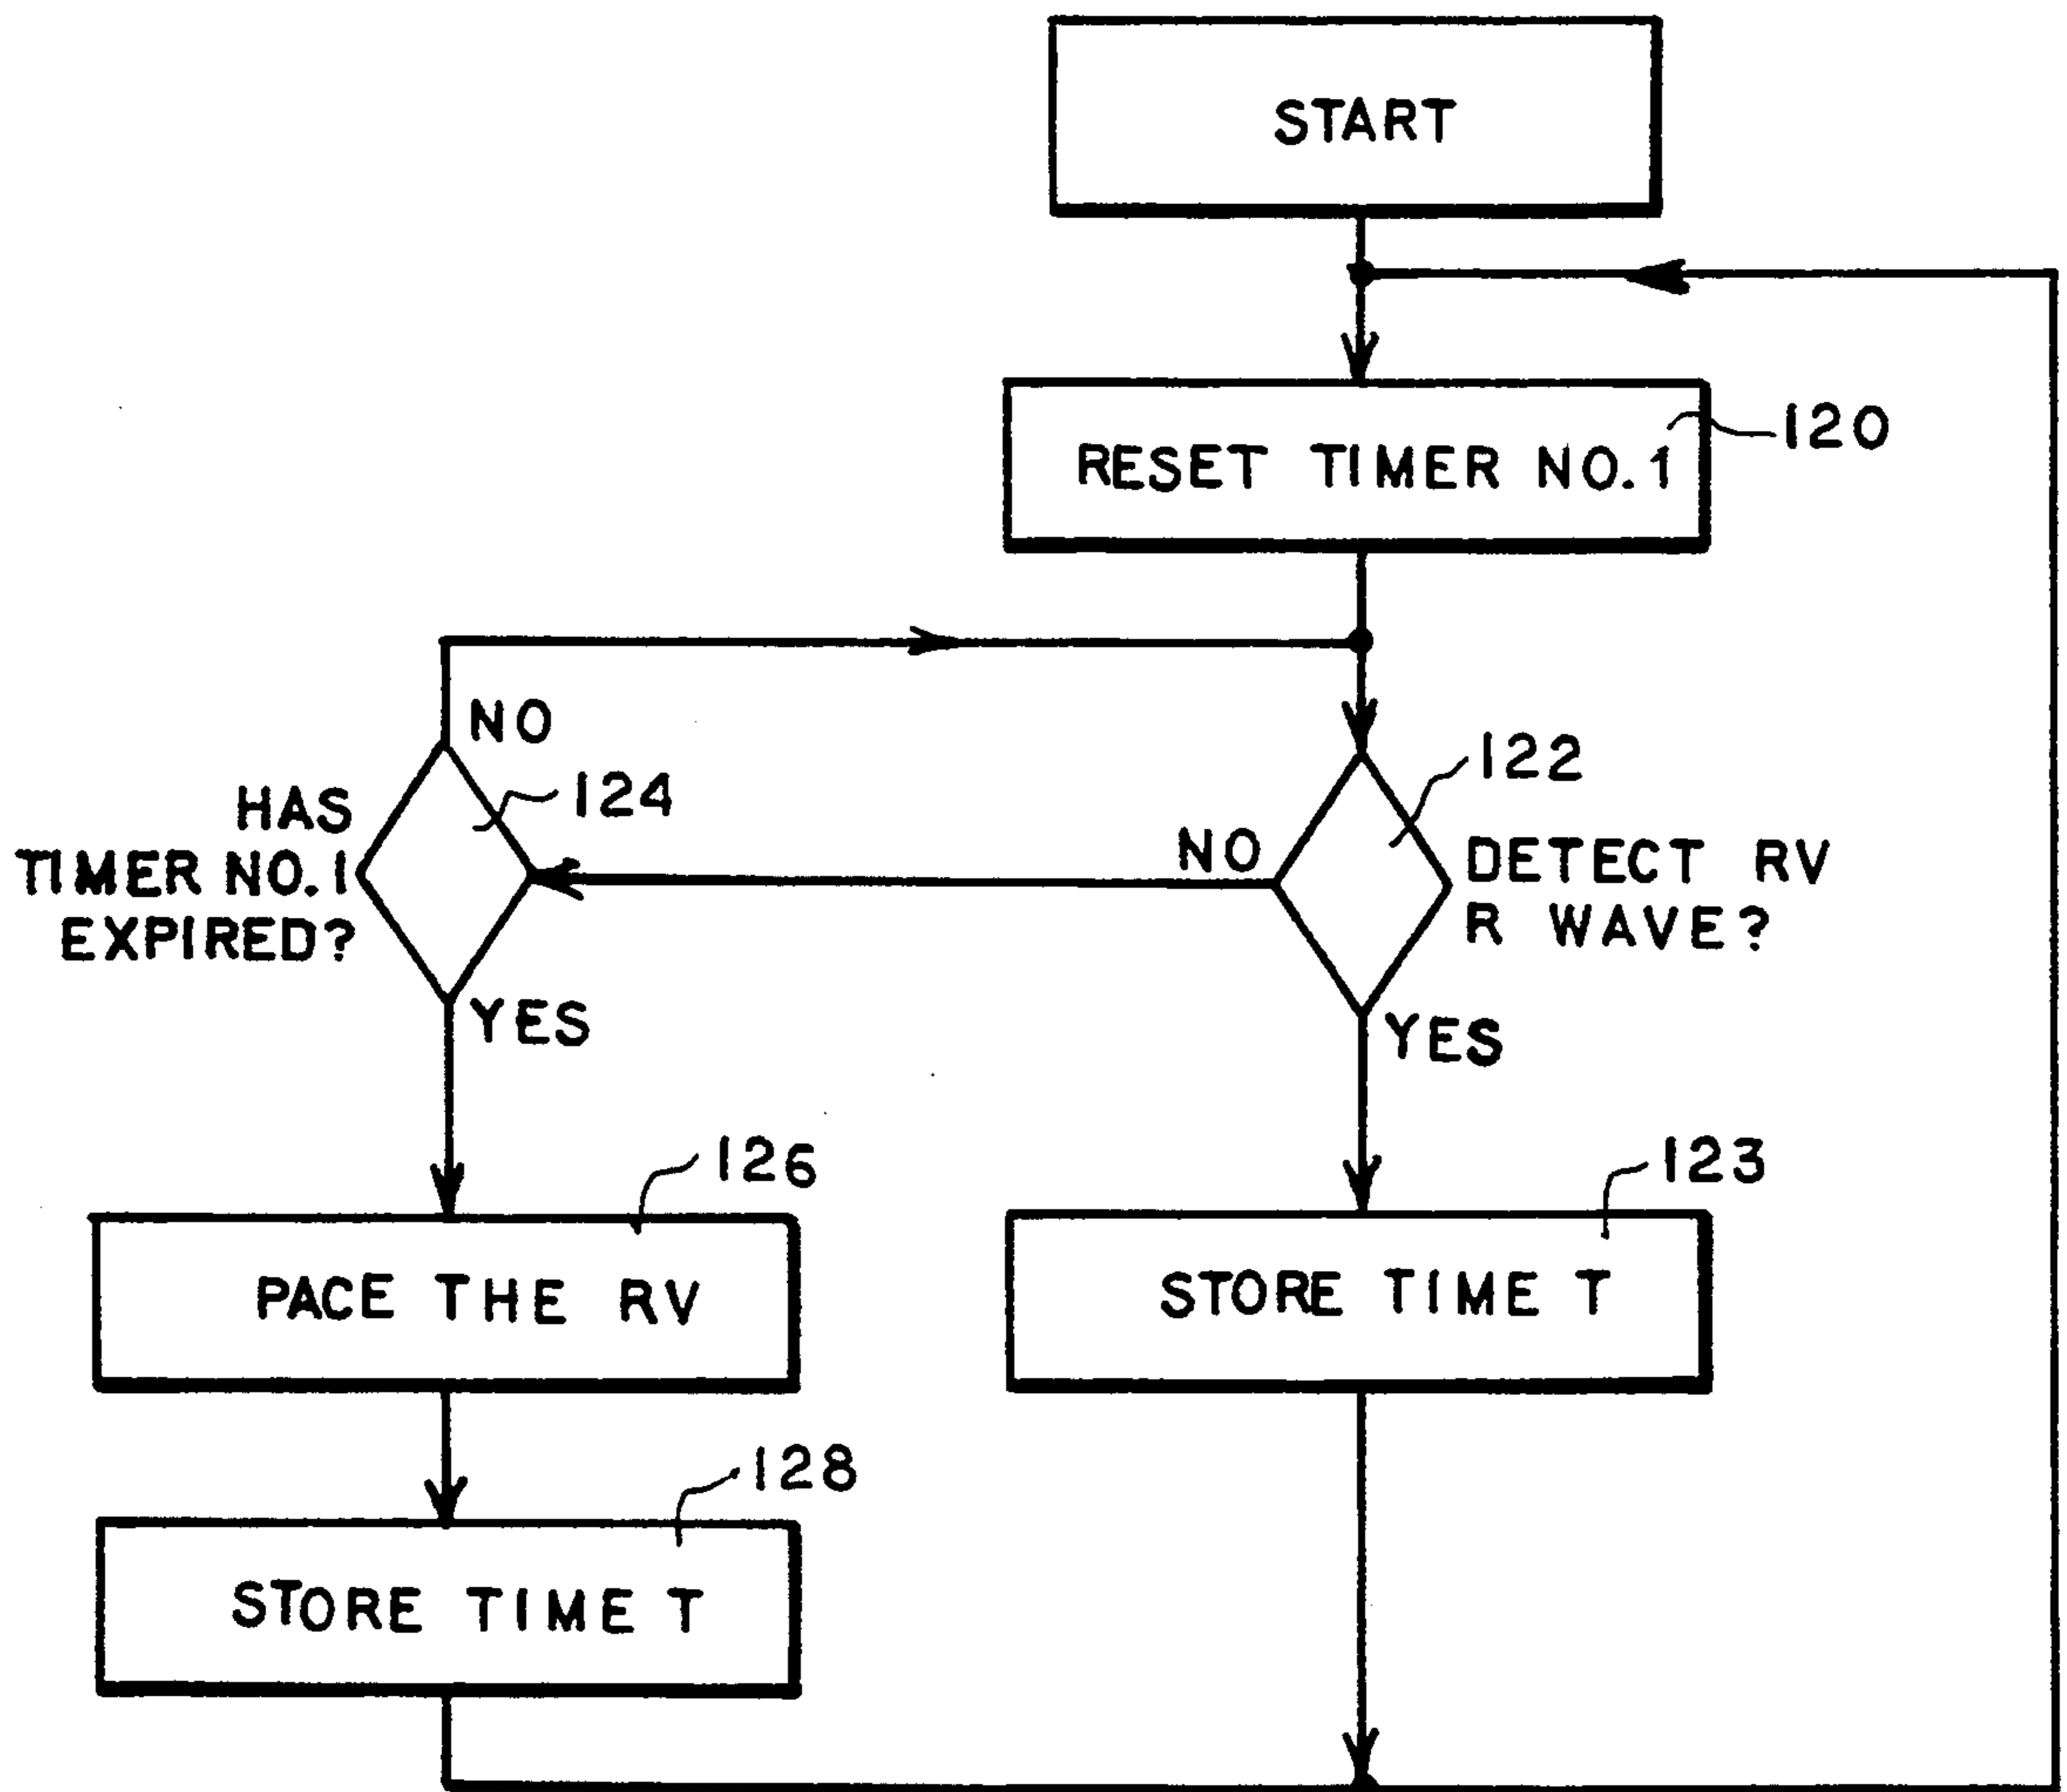 START
RESET TIMER NO. 1
120
NO
HAS
TIMER NO. 1
EXPIRED?
124
YES
NO
122
DETECT RV
R WAVE?
YES
126
PACE THE RV
123
STORE TIME T
128
STORE TIME T